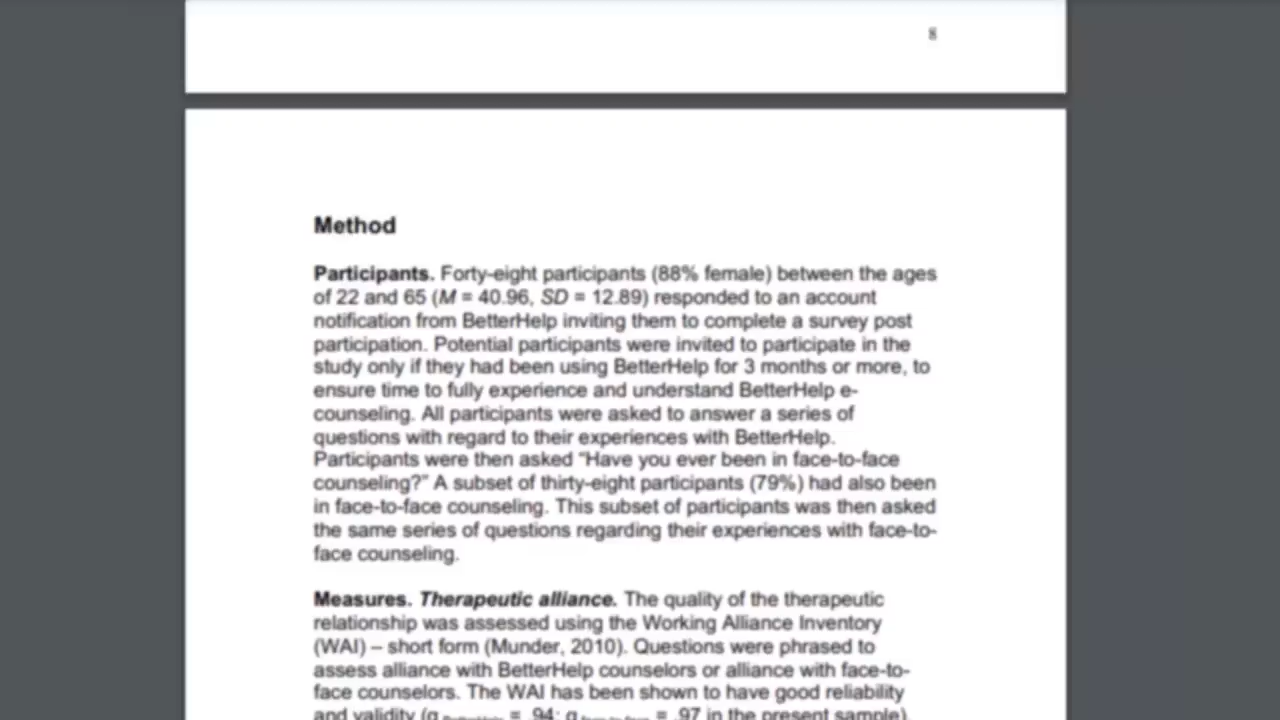 8
Method
Participants. Forty-eight participants (88% female) between the ages
of 22 and 65 (M = 40.96, SD = 12.89) responded to an account
notification from BetterHelp inviting them to complete a survey post
participation. Potential participants were invited to participate in the
study only if they had been using BetterHelp for 3 months or more, to
ensure time to fully experience and understand BetterHelp e-
counseling. All participants were asked to answer a series of
questions with regard to their experiences with BetterHelp.
Participants were then asked “Have you ever been in face-to-face
counseling?” A subset of thirty-eight participants (79%) had also been
in face-to-face counseling. This subset of participants was then asked
the same series of questions regarding their experiences with face-to-
face counseling.
Measures. Therapeutic alliance. The quality of the therapeutic
relationship was assessed using the Working Alliance Inventory
(WAI) – short form (Munder, 2010). Questions were phrased to
assess alliance with BetterHelp counselors or alliance with face-to-
face counselors. The WAI has been shown to have good reliability
and validity (α = .94; α = .97 in the present sample).